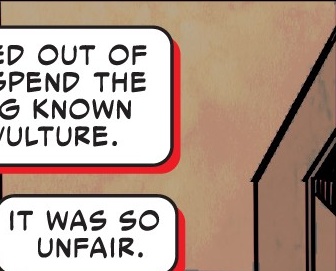 ED OUT OF
SPEND THE
G KNOWN
VULTURE.
IT WAS SO
UNFAIR.